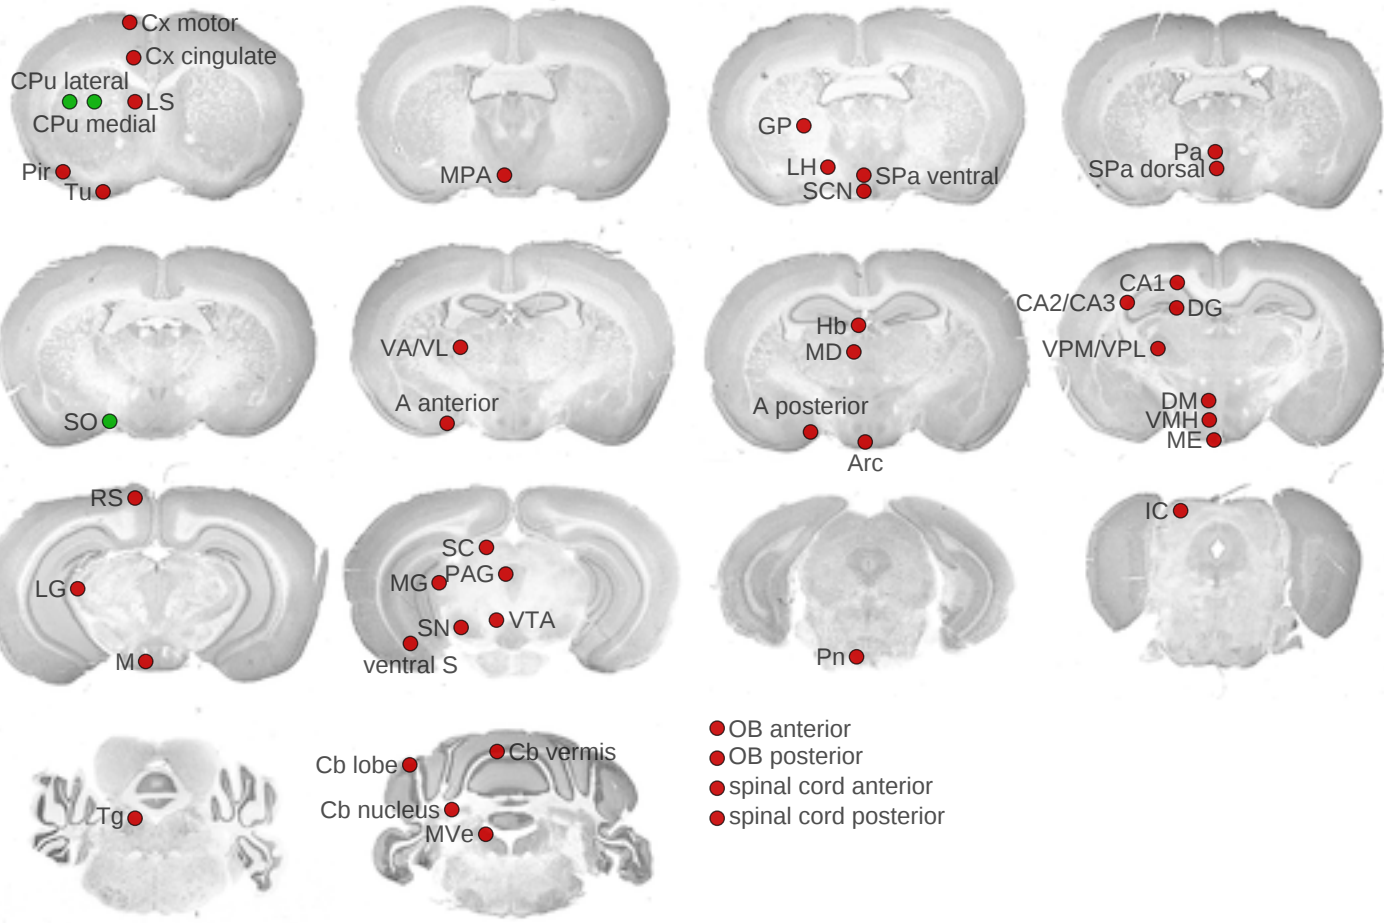 Cx motor
Cx cingulate
CPu lateral
LS
CPu medial
Pir
Tu
MPA
GP
LH
SPa ventral
SCN
Pa
SPa dorsal
SO
VA/VL
A anterior
Hb
MD
A posterior
Arc
CA1
CA2/CA3
DG
VPM/VPL
DM
VMH
ME
RS
LG
M
SC
MG
PAG
SN
VTA
ventral S
Pn
IC
Tg
Cb vermis
Cb lobe
Cb nucleus
MVe
OB anterior
OB posterior
spinal cord anterior
spinal cord posterior